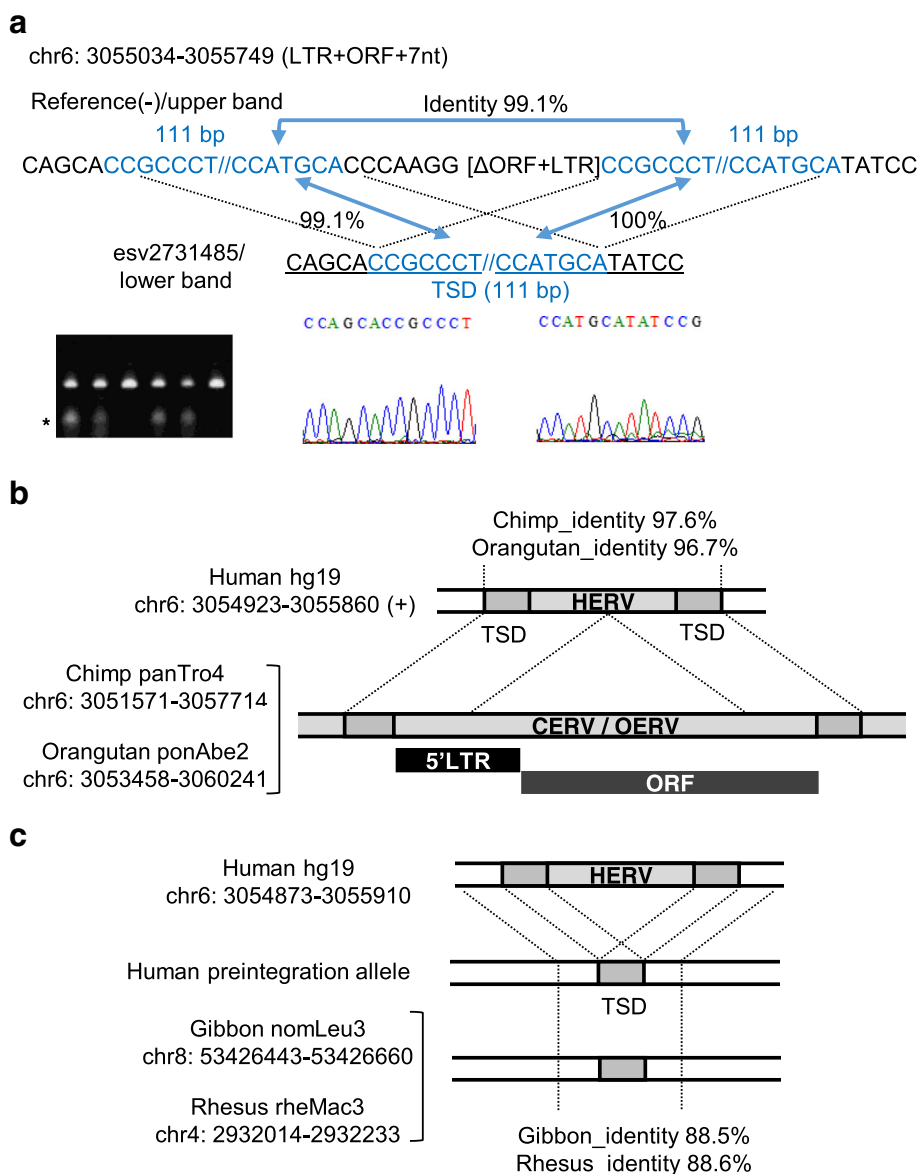 a
chr6: 3055034-3055749 (LTR+ORF+7nt)
Reference(-)/upper band
Identity 99.1%
111 bp
111 bp
CAGCACCGCCCT//CCATGCACCCAAGG [ΔORF+LTR]CCGCCCT//CCATGCATATCC
99.1%
100%
esv2731485/
lower band
CAGCACCGCCCT//CCATGCATATCC
TSD (111 bp)
CCAGCACCGCCCT
CCATGCATATCCG
*
b
Chimp_identity 97.6%
Orangutan_identity 96.7%
Human hg19
chr6: 3054923-3055860 (+)
HERV
TSD
TSD
Chimp panTro4
chr6: 3051571-3057714
CERV / OERV
Orangutan ponAbe2
chr6: 3053458-3060241
5'LTR
ORF
c
Human hg19
chr6: 3054873-3055910
HERV
Human preintegration allele
TSD
Gibbon nomLeu3
chr8: 53426443-53426660
Rhesus rheMac3
chr4: 2932014-2932233
Gibbon_identity 88.5%
Rhesus_identity 88.6%